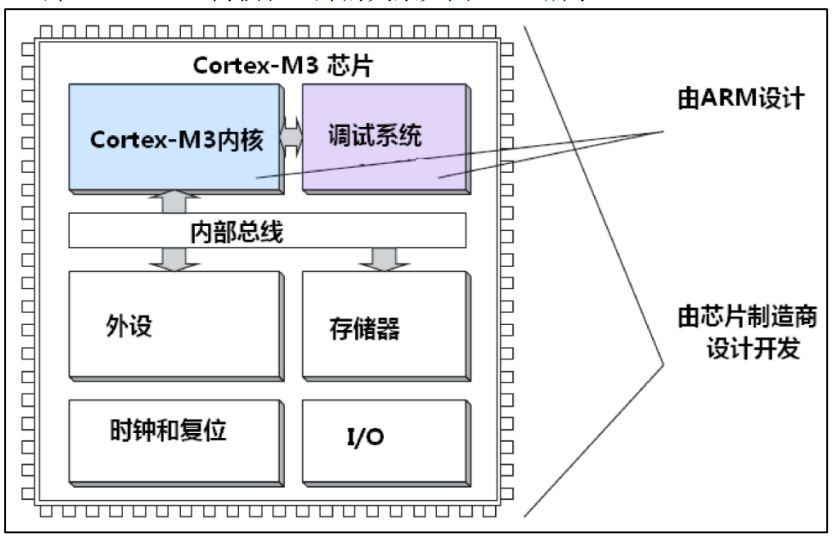 Cortex-M3 芯片
Cortex-M3内核
调试系统
由ARM设计
内部总线
外设
存储器
由芯片制造商
设计开发
时钟和复位
I/O